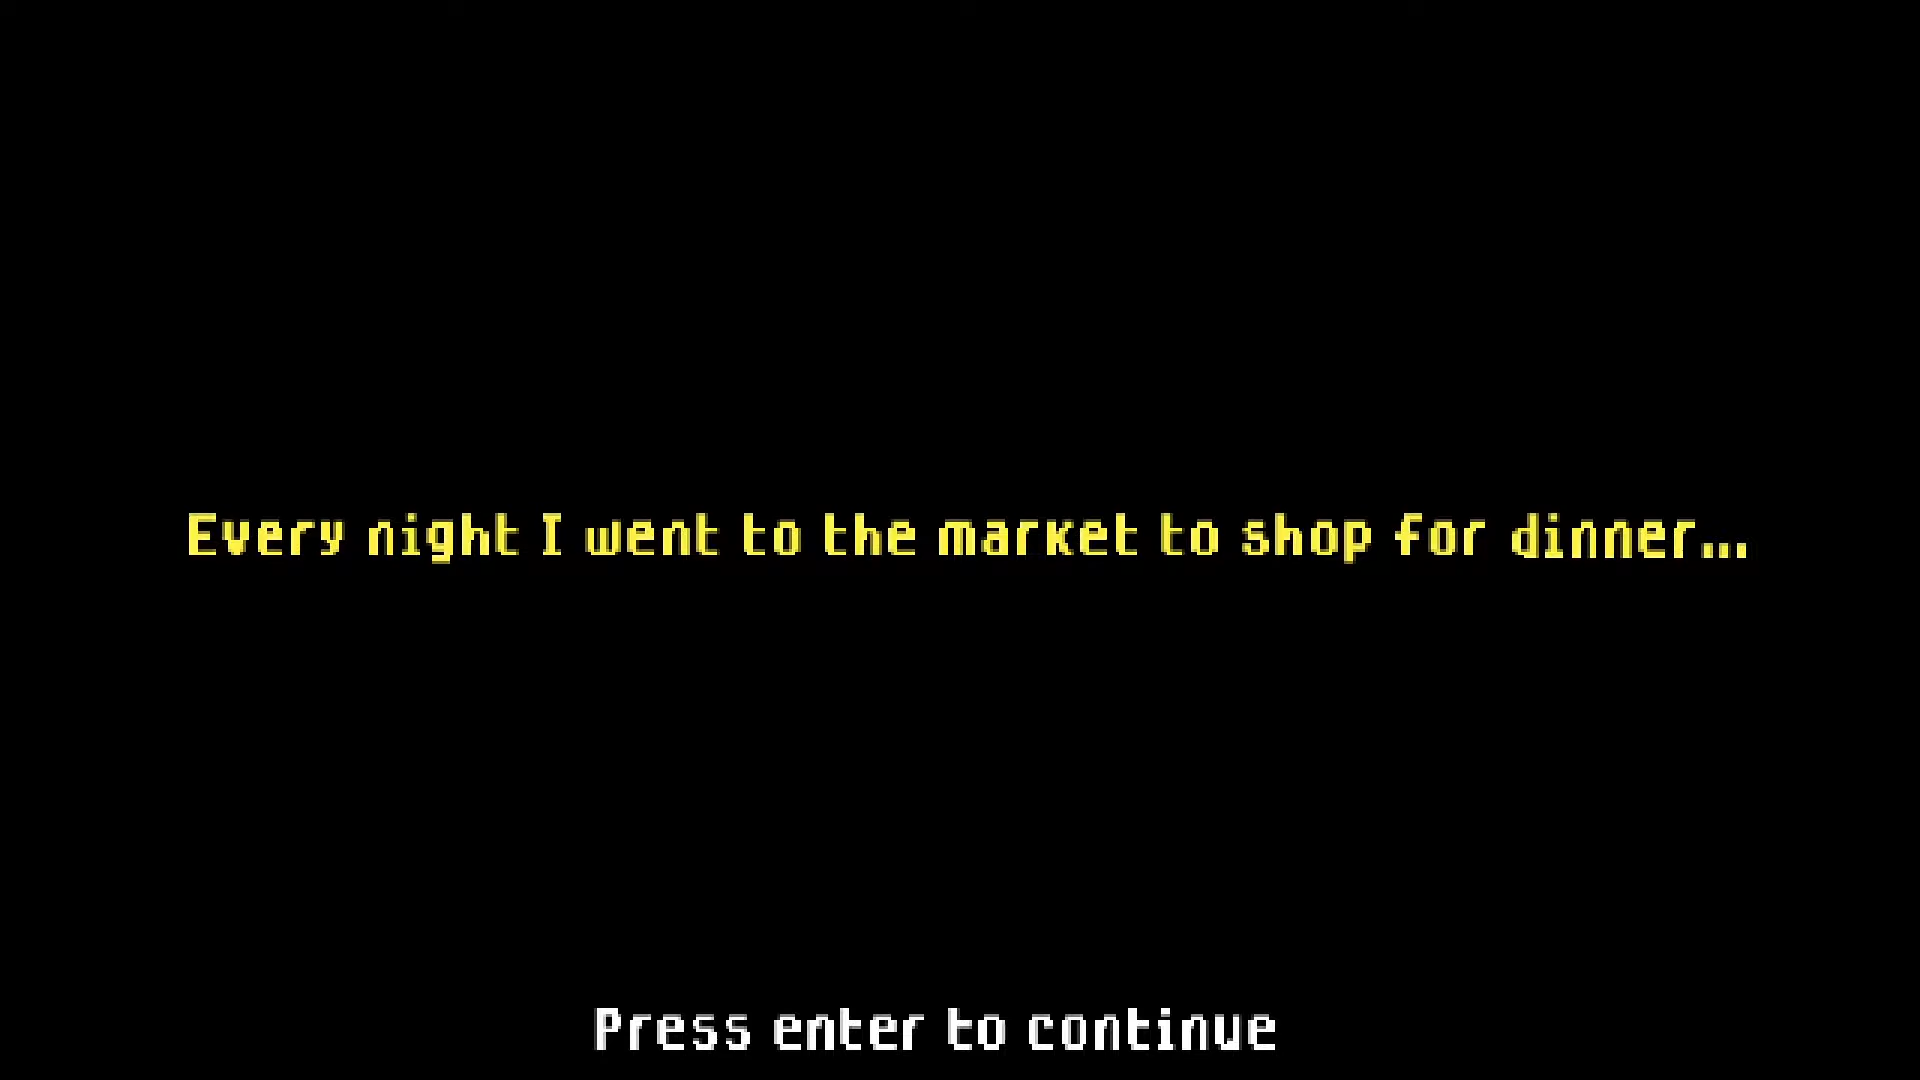 Every night I went to the market to shop for dinner...
Press enter to continue